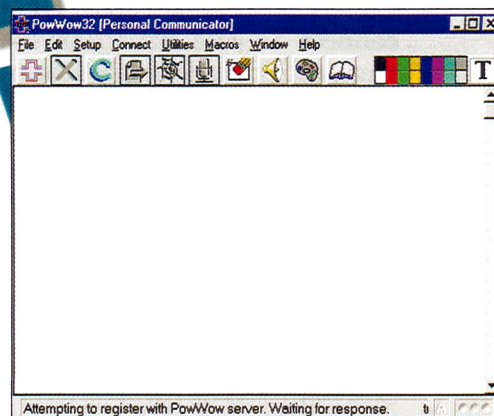 PowWow32 [Personal Communicator]
File Edit Setup Connect Utilities Macros Window Help
T
Attempting to register with PowWow server. Waiting for response.